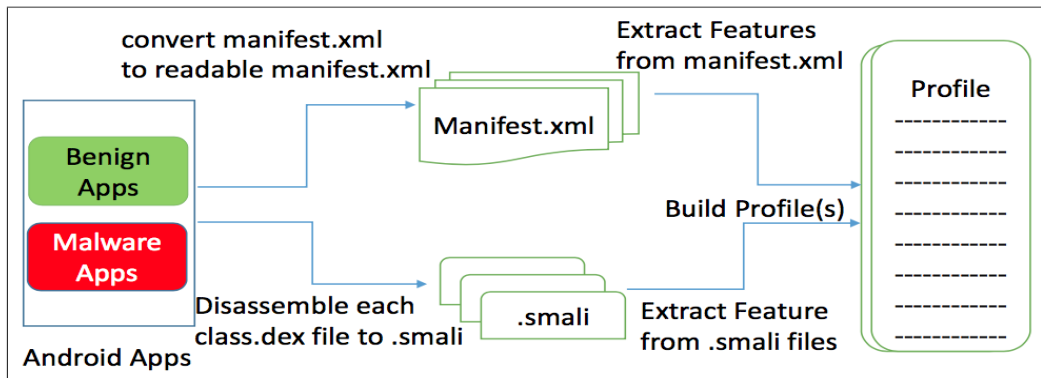 convert manifest.xml
to readable manifest.xml
Extract Features
from manifest.xml
Benign
Apps
Malware
Apps
Android Apps
Manifest.xml
Disassemble each
class.dex file to .smali
.smali
Build Profile(s)
Extract Feature
from .smali files
Profile
------------
------------
------------
------------
------------
------------
------------
------------